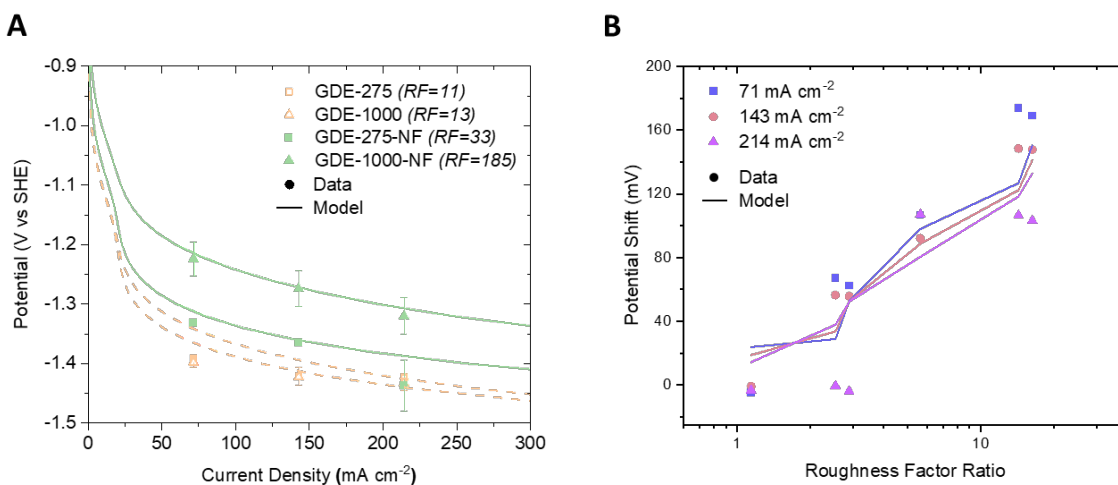 A
-0.9
-1.0
-1.1
-1.2
-1.3
-1.4
-1.5
Potential (V vs SHE)
0 50 100 150 200 250 300
Current Density (mA cm-2)
GDE-275 (RF=11)
GDE-1000 (RF=13)
GDE-275-NF (RF=33)
GDE-1000-NF (RF=185)
Data
Model
B
200
160
120
80
40
0
Potential Shift (mV)
1 10
Roughness Factor Ratio
71 mA cm-2
143 mA cm-2
214 mA cm-2
Data
Model